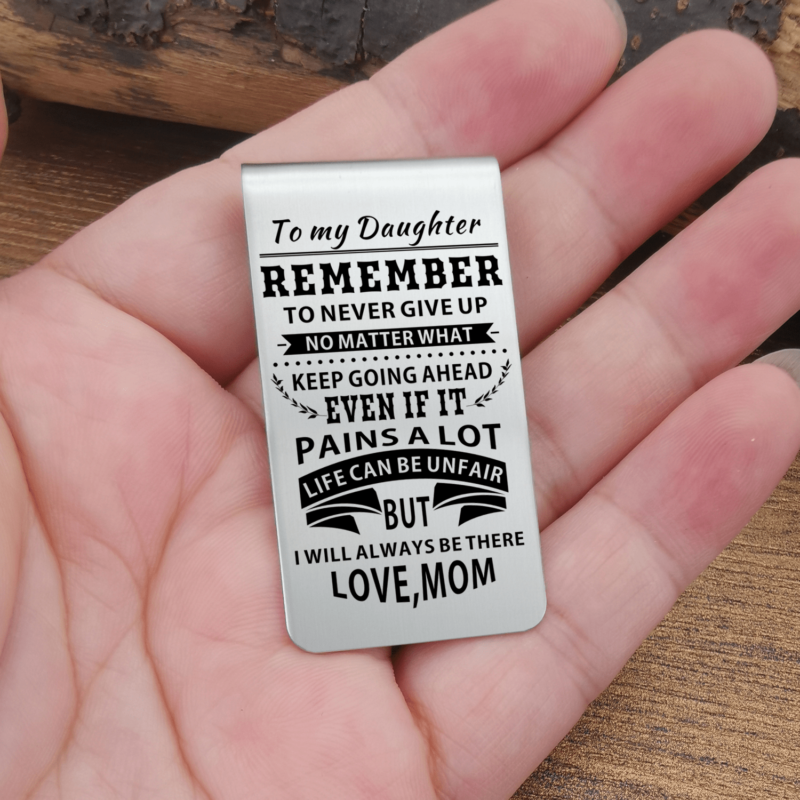 To my Daughter
REMEMBER
TO NEVER GIVE UP
NO MATTER WHAT
KEEP GOING AHEAD
EVEN IF IT
PAINS A LOT
LIFE CAN BE UNFAIR
BUT
I WILL ALWAYS BE THERE
LOVE,MOM